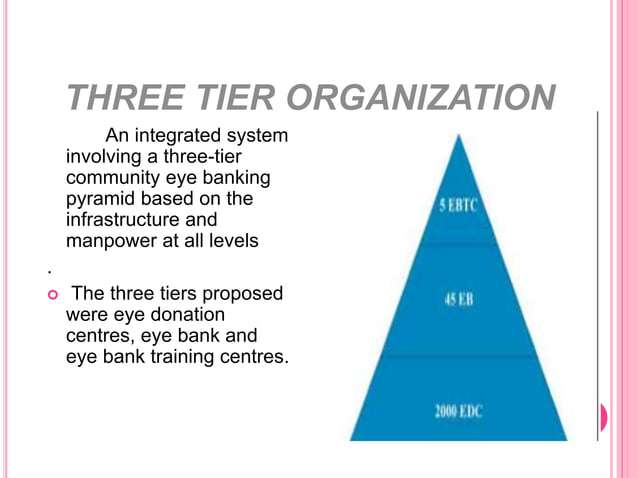 THREE TIER ORGANIZATION
An integrated system
involving a three-tier
community eye banking
pyramid based on the
infrastructure and
manpower at all levels
.
The three tiers proposed
were eye donation
centres, eye bank and
eye bank training centres.
5 EBTC
45 EB
2000 EDC